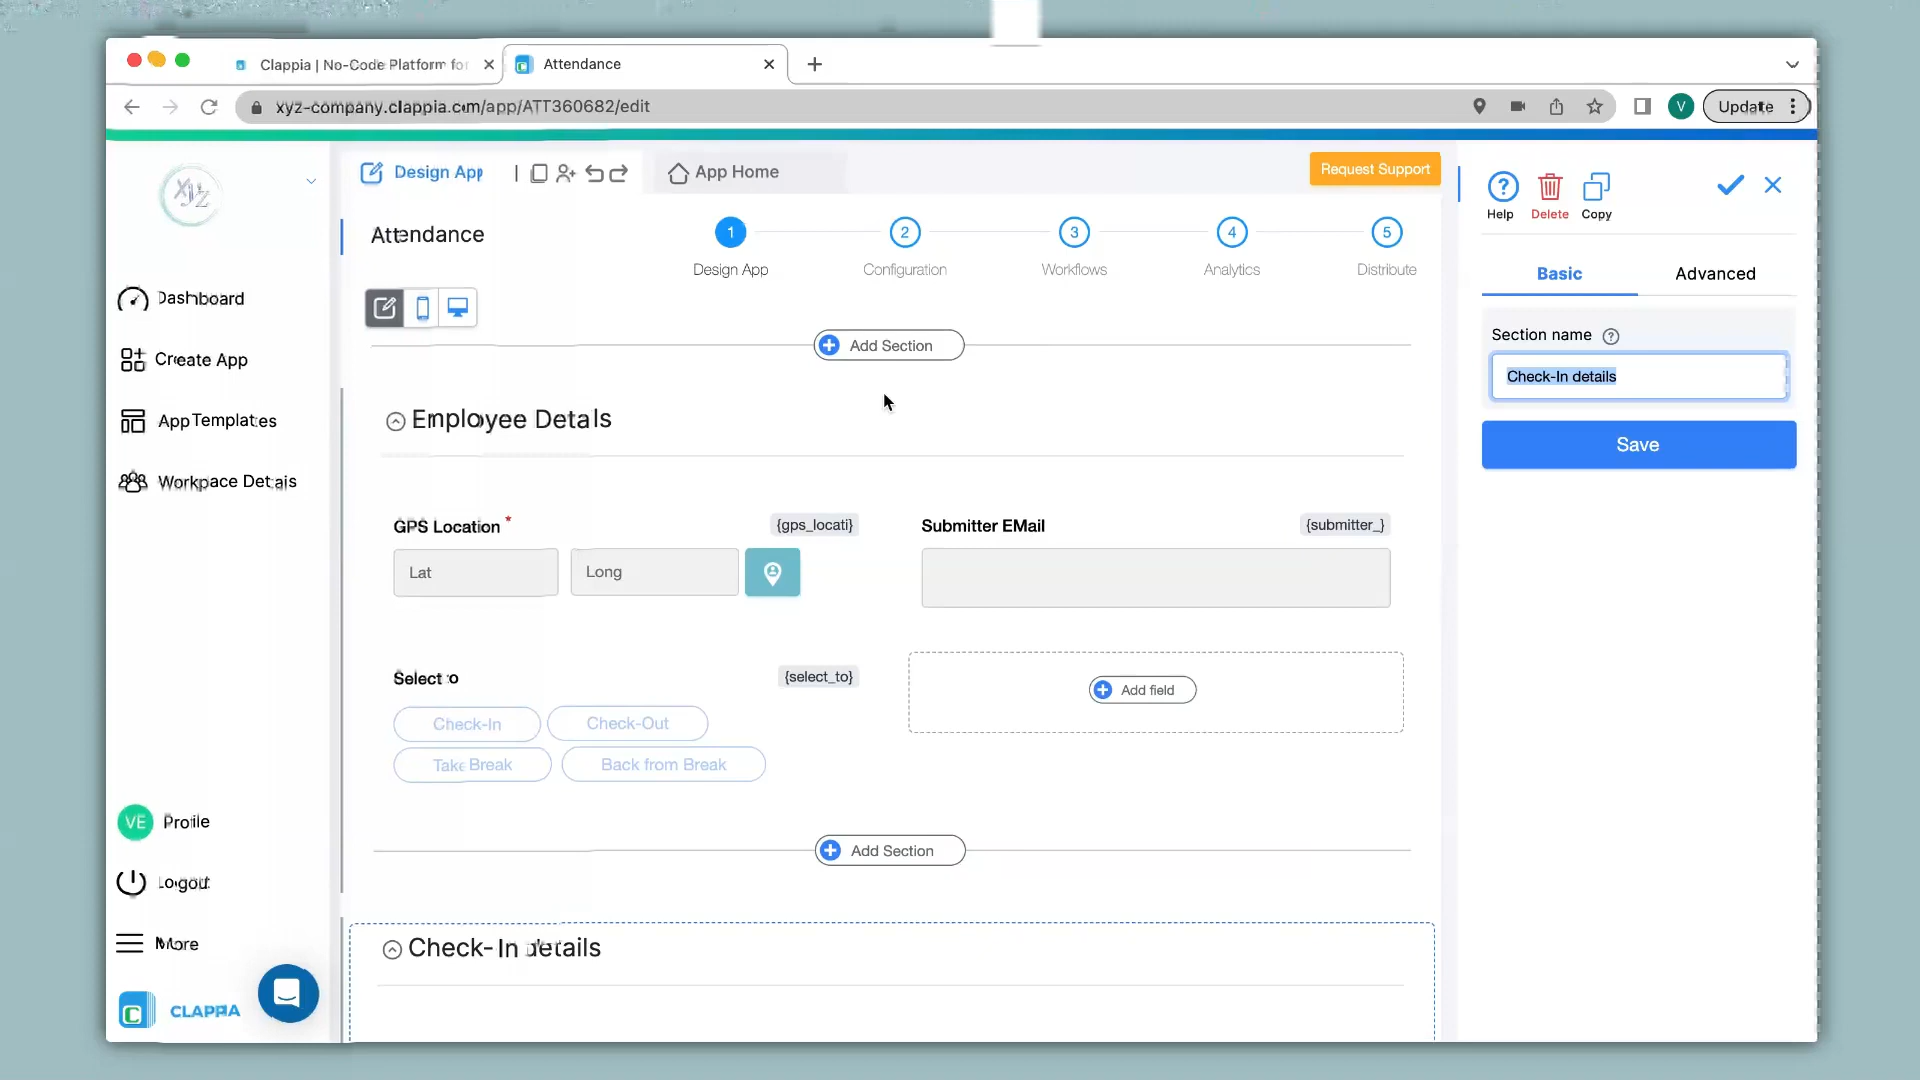 Clappia | No-Code Platform for
Attendance
xyz-company.clappia.com/app/ATT360682/edit
V
Update
XYZ
Design App
App Home
Request Support
Help
Delete
Copy
Attendance
1
2
3
4
5
Design App
Configuration
Workflows
Analytics
Distribute
Basic
Advanced
Dashboard
Create App
App Templates
Workplace Details
Add Section
Section name
Check-In details
Save
Employee Details
GPS Location *
{gps_locati}
Submitter EMail
{submitter_}
Lat
Long
Select to
{select_to}
Check-In
Check-Out
Take Break
Back from Break
Add field
VE
Profile
Add Section
Logout
More
Check-In details
CLAPPIA